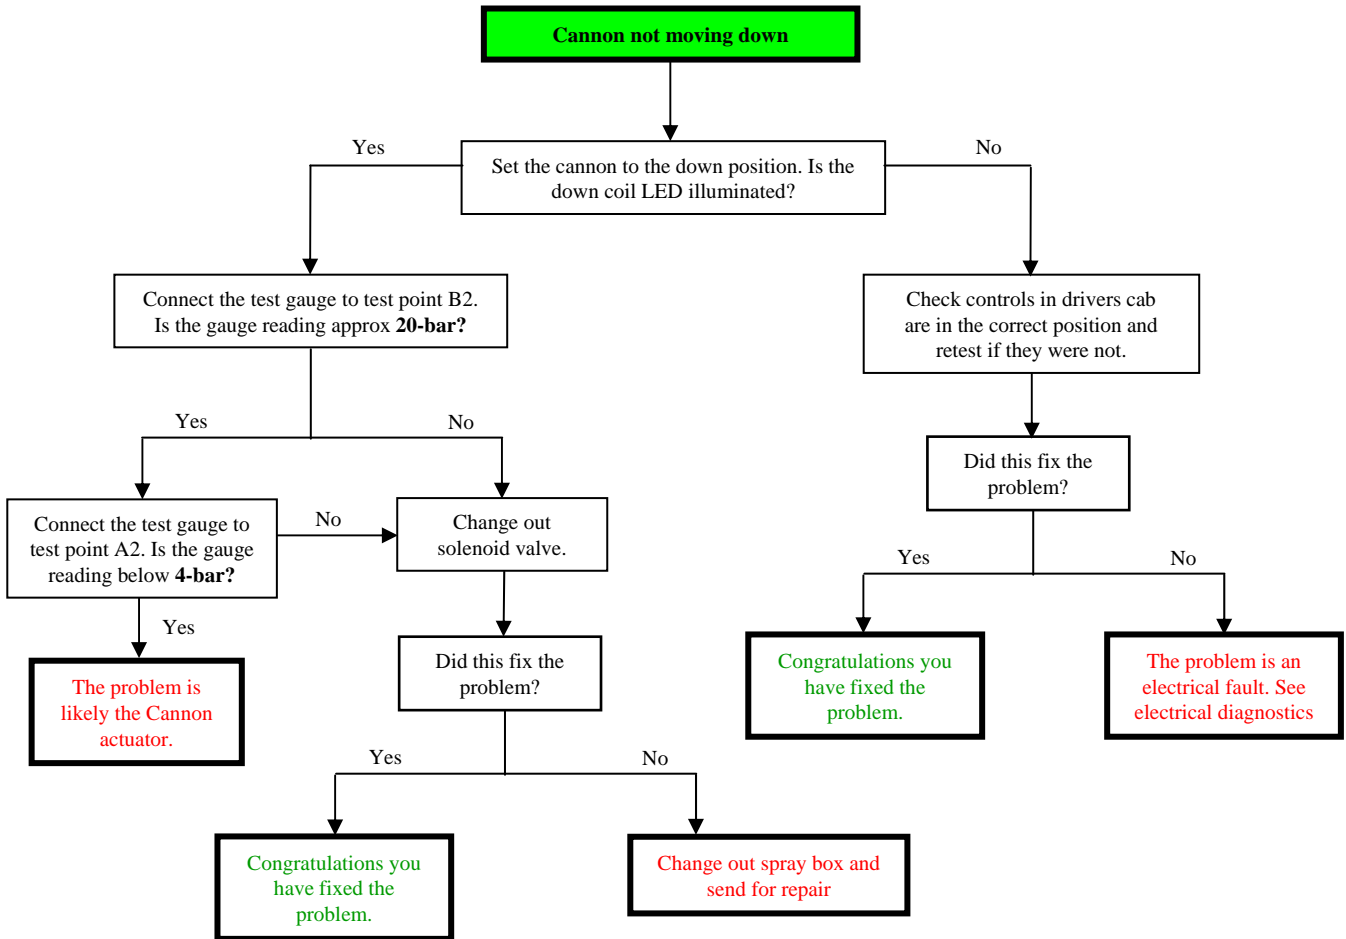 Cannon not moving down
Yes
No
Set the cannon to the down position. Is the
down coil LED illuminated?
Connect the test gauge to test point B2.
Is the gauge reading approx 20-bar?
Check controls in drivers cab
are in the correct position and
retest if they were not.
Yes
No
Did this fix the
problem?
Connect the test gauge to
test point A2. Is the gauge
reading below 4-bar?
No
Change out
solenoid valve.
Yes
No
Yes
Did this fix the
problem?
Congratulations you
have fixed the
problem.
The problem is an
electrical fault. See
electrical diagnostics
The problem is
likely the Cannon
actuator.
Yes
No
Congratulations you
have fixed the
problem.
Change out spray box and
send for repair